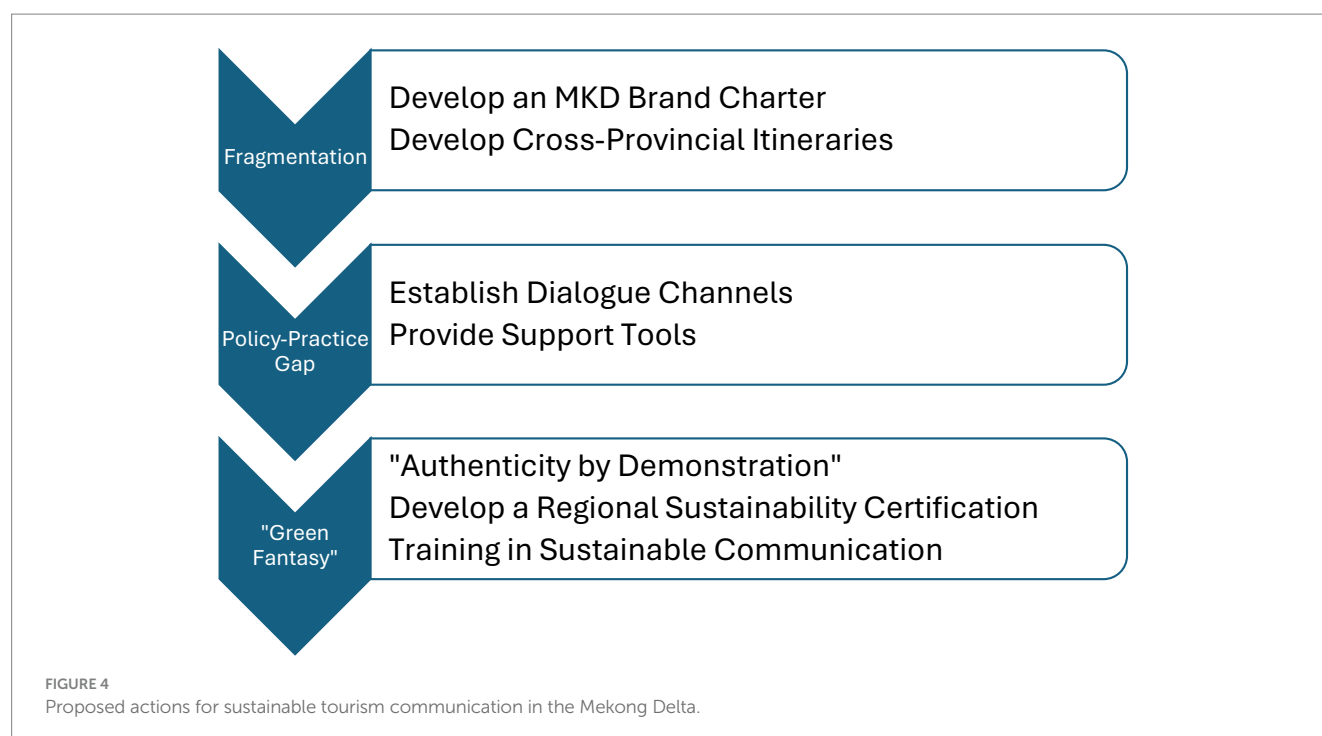 Fragmentation
Develop an MKD Brand Charter
Develop Cross-Provincial Itineraries
Policy-Practice
Gap
Establish Dialogue Channels
Provide Support Tools
"Green
Fantasy"
"Authenticity by Demonstration"
Develop a Regional Sustainability Certification
Training in Sustainable Communication
FIGURE 4
Proposed actions for sustainable tourism communication in the Mekong Delta.